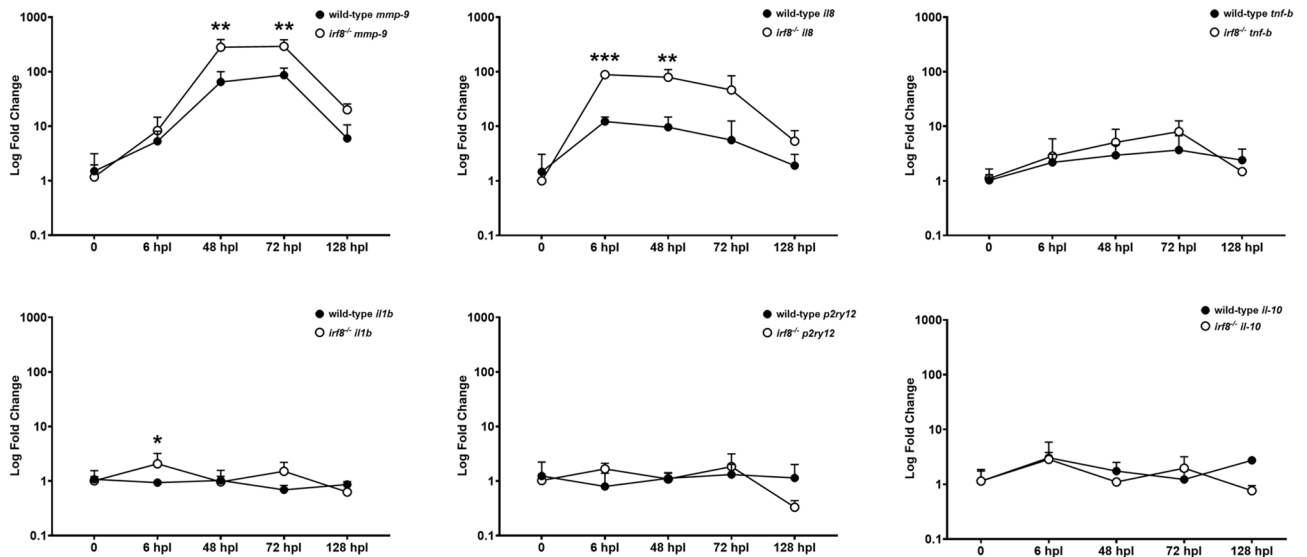 wild-type mmp-9
irf8-/- mmp-9
Log Fold Change
1000
100
10
1
0.1
** **
0 6 hpl 48 hpl 72 hpl 128 hpl
wild-type il8
irf8-/- il8
Log Fold Change
1000
100
10
1
0.1
*** **
0 6 hpl 48 hpl 72 hpl 128 hpl
wild-type tnf-b
irf8-/- tnf-b
Log Fold Change
1000
100
10
1
0.1
0 6 hpl 48 hpl 72 hpl 128 hpl
wild-type il1b
irf8-/- il1b
Log Fold Change
1000
100
10
1
0.1
*
0 6 hpl 48 hpl 72 hpl 128 hpl
wild-type p2ry12
irf8-/- p2ry12
Log Fold Change
1000
100
10
1
0.1
0 6 hpl 48 hpl 72 hpl 128 hpl
wild-type il-10
irf8-/- il-10
Log Fold Change
1000
100
10
1
0.1
0 6 hpl 48 hpl 72 hpl 128 hpl